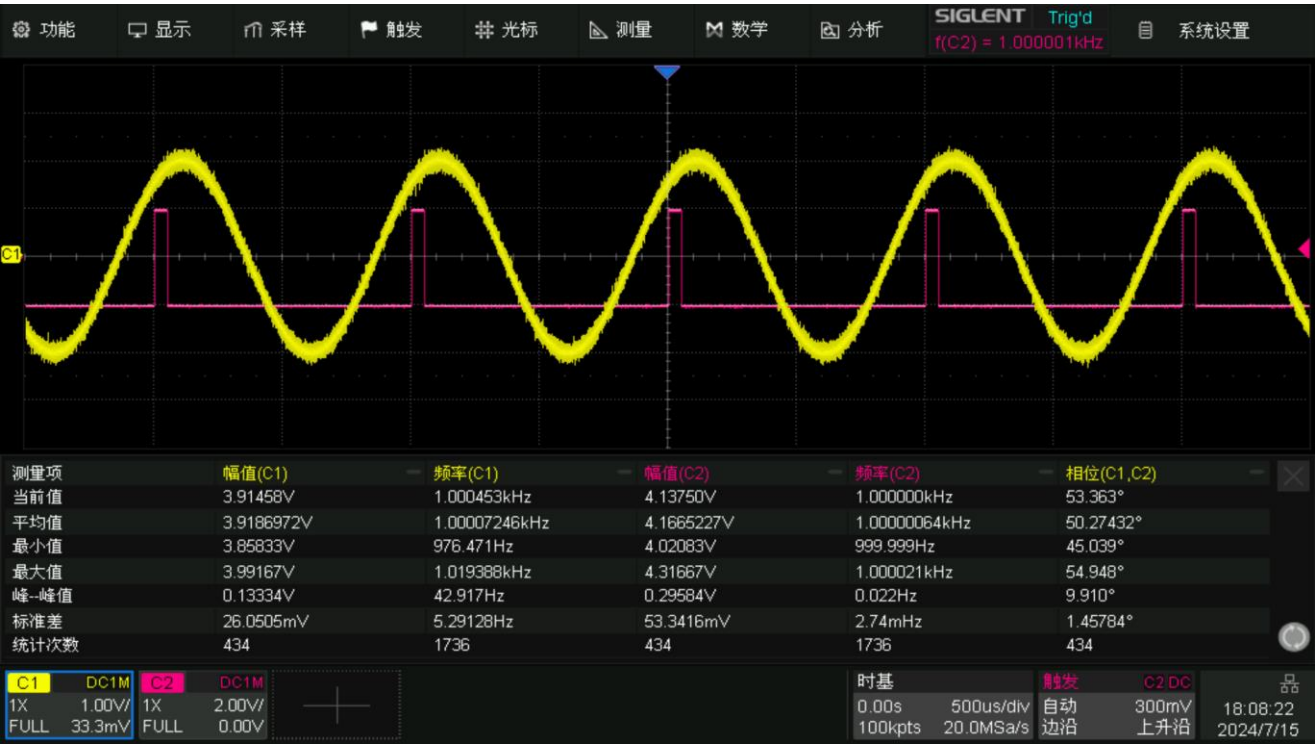 功能 显示 采样 触发 光标 测量 数学 分析 SIGLENT Trig'd 系统设置
f(C2) = 1.000001kHz
C1
测量项 幅值(C1) 频率(C1) 幅值(C2) 频率(C2) 相位(C1,C2)
当前值 3.91458V 1.000453kHz 4.13750V 1.000000kHz 53.363°
平均值 3.9186972V 1.00007246kHz 4.1665227V 1.00000064kHz 50.27432°
最小值 3.85833V 976.471Hz 4.02083V 999.999Hz 45.039°
最大值 3.99167V 1.019388kHz 4.31667V 1.000021kHz 54.948°
峰--峰值 0.13334V 42.917Hz 0.29584V 0.022Hz 9.910°
标准差 26.0505mV 5.29128Hz 53.3416mV 2.74mHz 1.45784°
统计次数 434 1736 434 1736 434
C1 DC1M C2 DC1M 时基 触发 C2 DC
1X 1.00V/ 1X 2.00V/ 0.00s 500us/div 自动 300mV 18:08:22
FULL 33.3mV FULL 0.00V 100kpts 20.0MSa/s 边沿 上升沿 2024/7/15